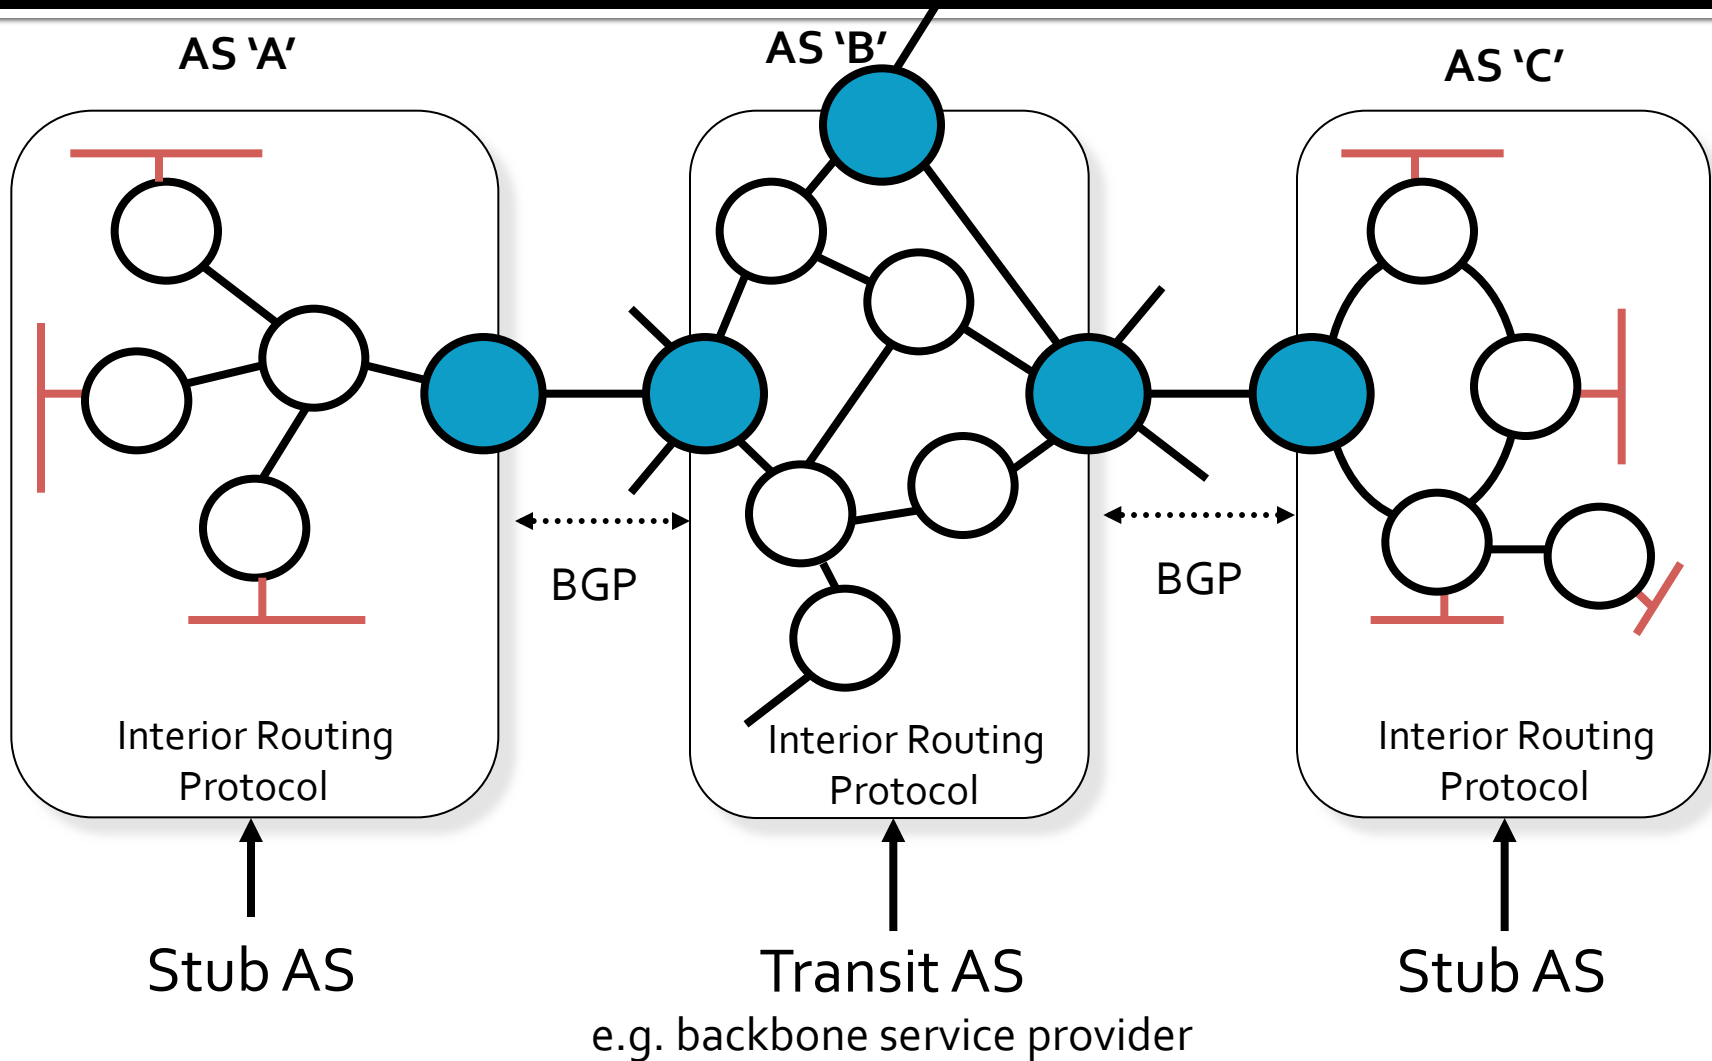 AS ‘A’
AS ‘B’
AS ‘C’
BGP
BGP
Interior Routing
Protocol
Interior Routing
Protocol
Interior Routing
Protocol
Stub AS
Transit AS
e.g. backbone service provider
Stub AS